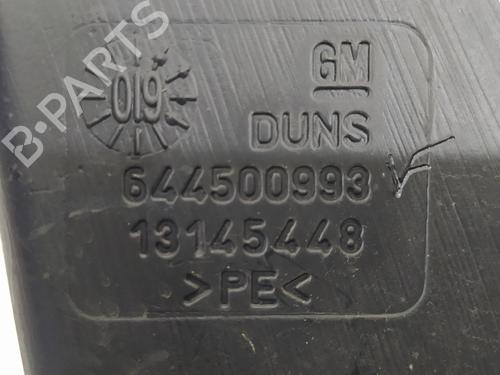 019
GM
DUNS
644500993
13145448
>PE<
B-PARTS